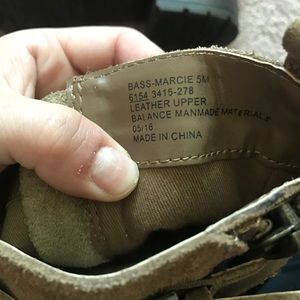 BASS-MARCIE 5M
6154 3415-278
LEATHER UPPER
BALANCE MANMADE MATERIALS
05/16
MADE IN CHINA